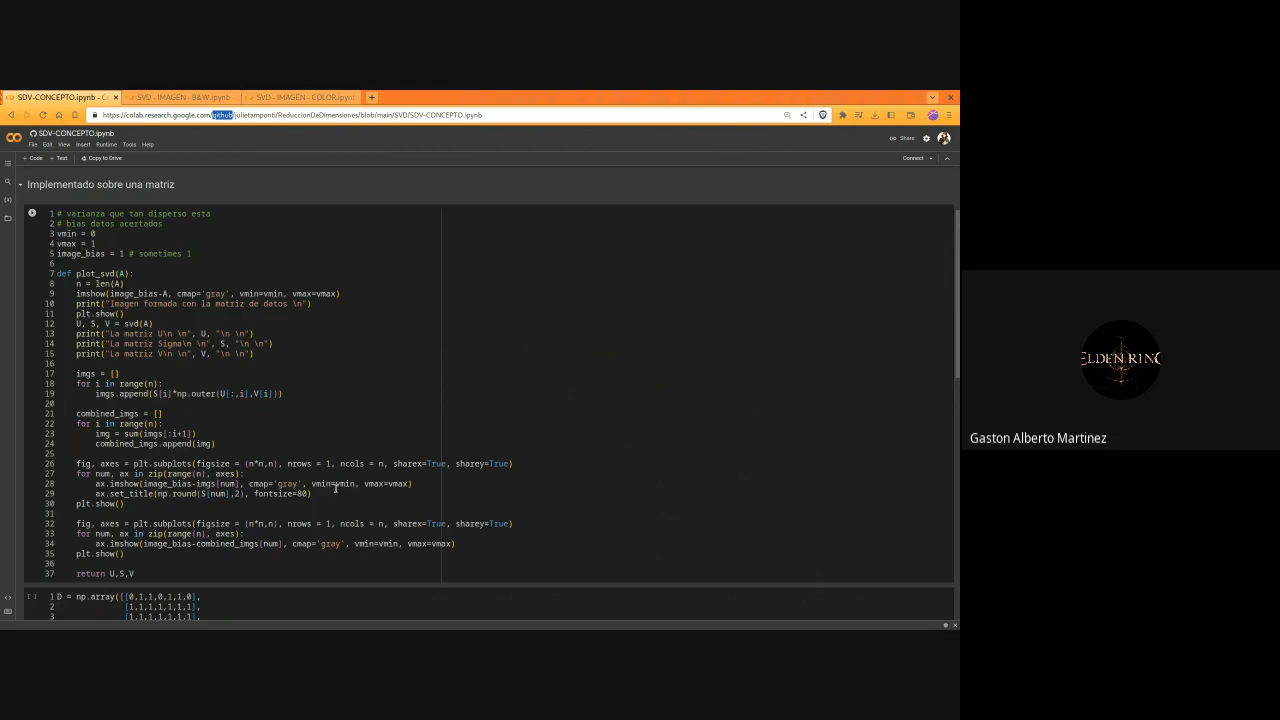 SDV-CONCEPTO.ipynb - C
SVD - IMAGEN - B&W.ipynb
SVD - IMAGEN - COLOR.ipyn
https://colab.research.google.com/github/julietamponti/ReduccionDeDimensiones/blob/main/SVD/SDV-CONCEPTO.ipynb
SDV-CONCEPTO.ipynb
File Edit View Insert Runtime Tools Help
Share
+ Code + Text Copy to Drive
Connect
Implementado sobre una matriz
1 # varianza que tan disperso esta
2 # bias datos acertados
3 vmin = 0
4 vmax = 1
5 image_bias = 1 # sometimes 1
6
7 def plot_svd(A):
8 n = len(A)
9 imshow(image_bias-A, cmap='gray', vmin=vmin, vmax=vmax)
10 print("Imagen formada con la matriz de datos \n")
11 plt.show()
12 U, S, V = svd(A)
13 print("La matriz U\n \n", U, "\n \n")
14 print("La matriz Sigma\n \n", S, "\n \n")
15 print("La matriz V\n \n", V, "\n \n")
16
17 imgs = []
18 for i in range(n):
19 imgs.append(S[i]*np.outer(U[:,i],V[i]))
20
21 combined_imgs = []
22 for i in range(n):
23 img = sum(imgs[:i+1])
24 combined_imgs.append(img)
25
26 fig, axes = plt.subplots(figsize = (n*n,n), nrows = 1, ncols = n, sharex=True, sharey=True)
27 for num, ax in zip(range(n), axes):
28 ax.imshow(image_bias-imgs[num], cmap='gray', vmin=vmin, vmax=vmax)
29 ax.set_title(np.round(S[num],2), fontsize=80)
30 plt.show()
31
32 fig, axes = plt.subplots(figsize = (n*n,n), nrows = 1, ncols = n, sharex=True, sharey=True)
33 for num, ax in zip(range(n), axes):
34 ax.imshow(image_bias-combined_imgs[num], cmap='gray', vmin=vmin, vmax=vmax)
35 plt.show()
36
37 return U,S,V
[ ] 1 D = np.array([[0,1,1,0,1,1,0],
2 [1,1,1,1,1,1,1],
3 [1,1,1,1,1,1,1],
ELDEN RING
Gaston Alberto Martinez